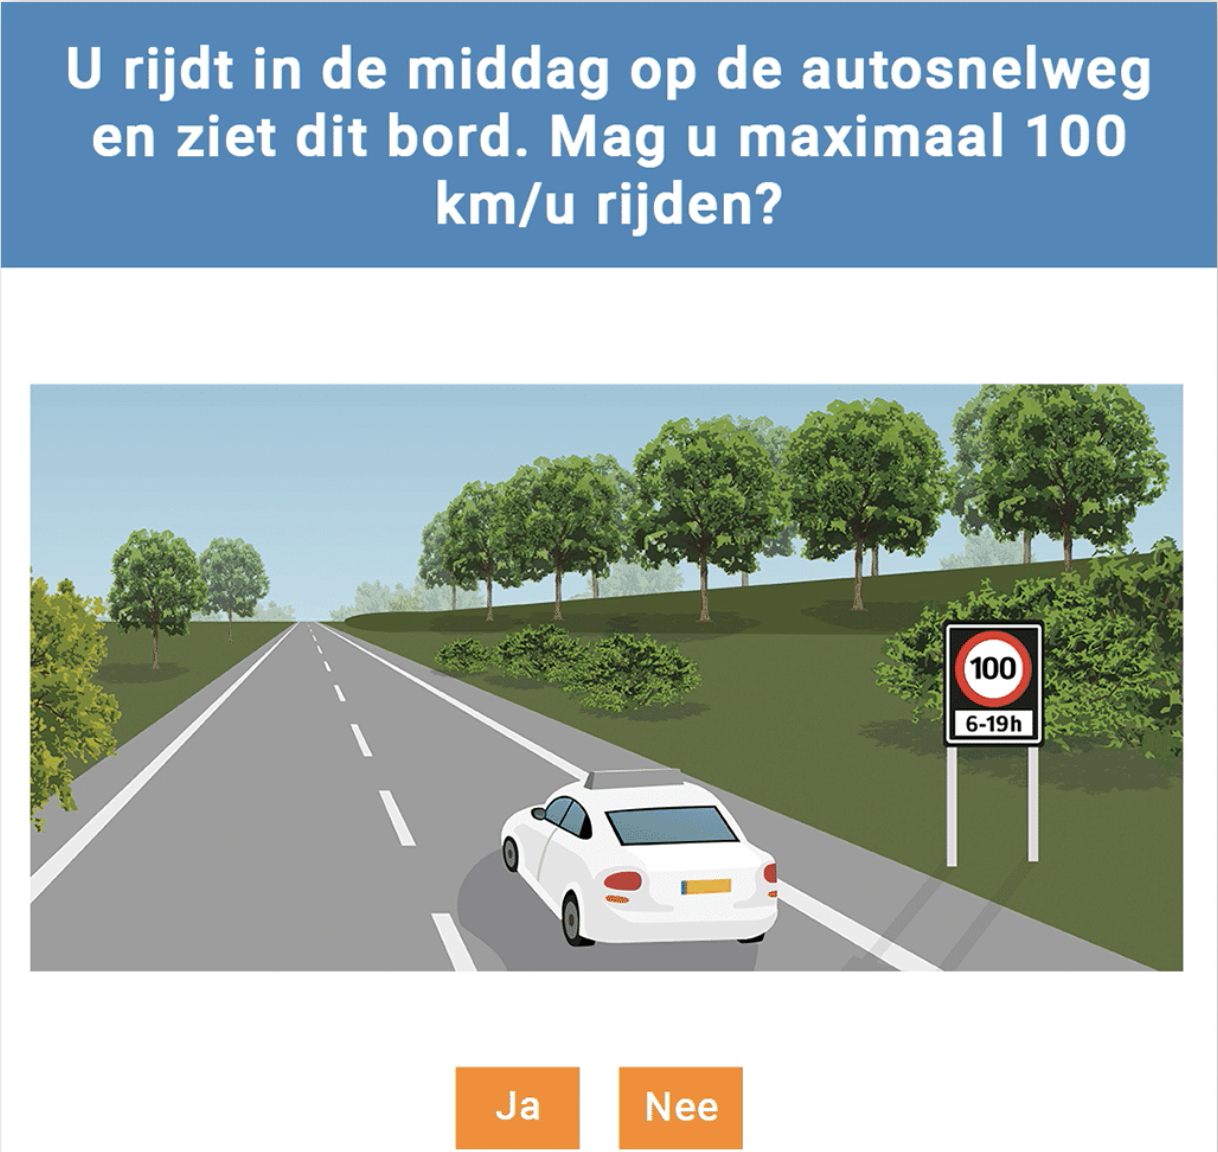 U rijdt in de middag op de autosnelweg
en ziet dit bord. Mag u maximaal 100
km/u rijden?
100
6-19h
Ja
Nee